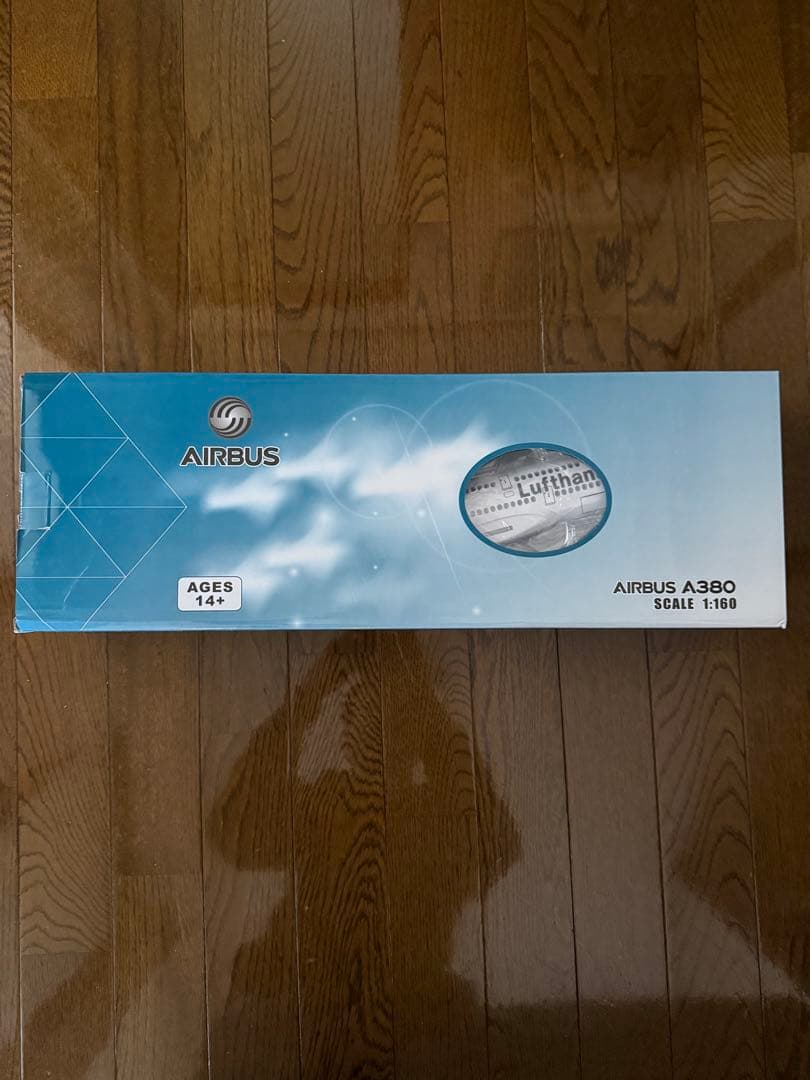 AIRBUS
Lufthan
AGES
14+
AIRBUS A380
SCALE 1:160